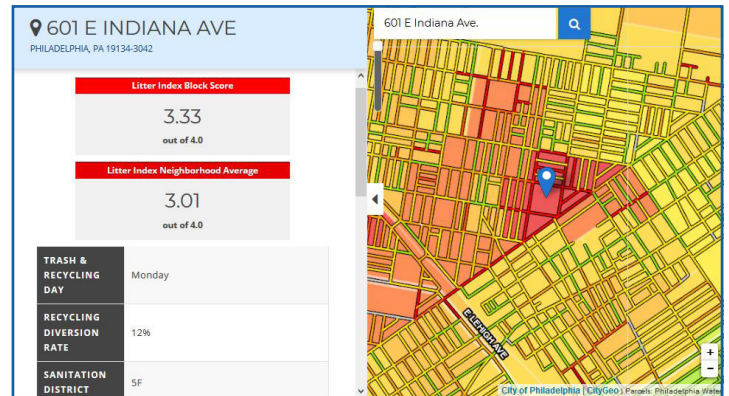 601 E INDIANA AVE
PHILADELPHIA, PA 19134-3042
Litter Index Block Score
3.33
out of 4.0
Litter Index Neighborhood Average
3.01
out of 4.0
TRASH &
RECYCLING
DAY
Monday
RECYCLING
DIVERSION
RATE
12%
SANITATION
DISTRICT
5F
601 E Indiana Ave.
E LEHIGH AVE
+
-
City of Philadelphia | CityGeo | Parcels: Philadelphia Water